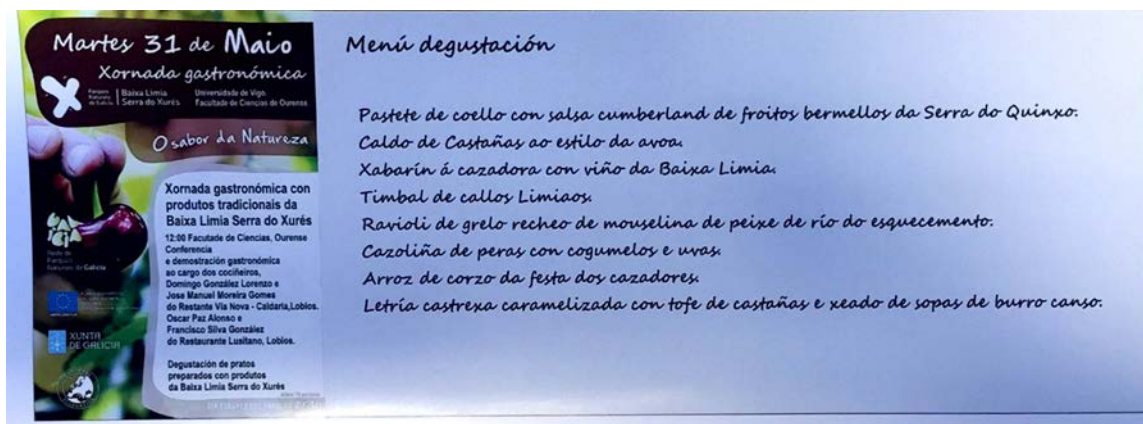 Martes 31 de Maio
Xornada gastronómica
Parques
Naturais
de Galicia
Baixa Limia
Serra do Xurés
Universidade de Vigo.
Facultade de Ciencias de Ourense
O sabor da Natureza
Xornada gastronómica con
produtos tradicionais da
Baixa Limia Serra do Xurés
12:00 Facutade de Ciencias, Ourense
Conferencia
e demostración gastronómica
ao cargo dos cociñeiros,
Domingo González Lorenzo e
Jose Manuel Moreira Gomes
do Restante Via Nova - Caldaria,Lobios.
Oscar Paz Alonso e
Francisco Silva González
do Restaurante Lusitano, Lobios.
Degustación de pratos
preparados con produtos
da Baixa Limia Serra do Xurés
Rede de
Parques
Naturais de Galicia
XUNTA
DE GALICIA
Menú degustación
Pastete de coello con salsa cumberland de froitos bermellos da Serra do Quinxo.
Caldo de Castañas ao estilo da avoa.
Xabarín á cazadora con viño da Baixa Limia.
Timbal de callos Limiaos.
Ravioli de grelo recheo de mouselina de peixe de río do esquecemento.
Cazoliña de peras con cogumelos e uvas.
Arroz de corzo da festa dos cazadores.
Letría castrexa caramelizada con tofe de castañas e xeado de sopas de burro canso.